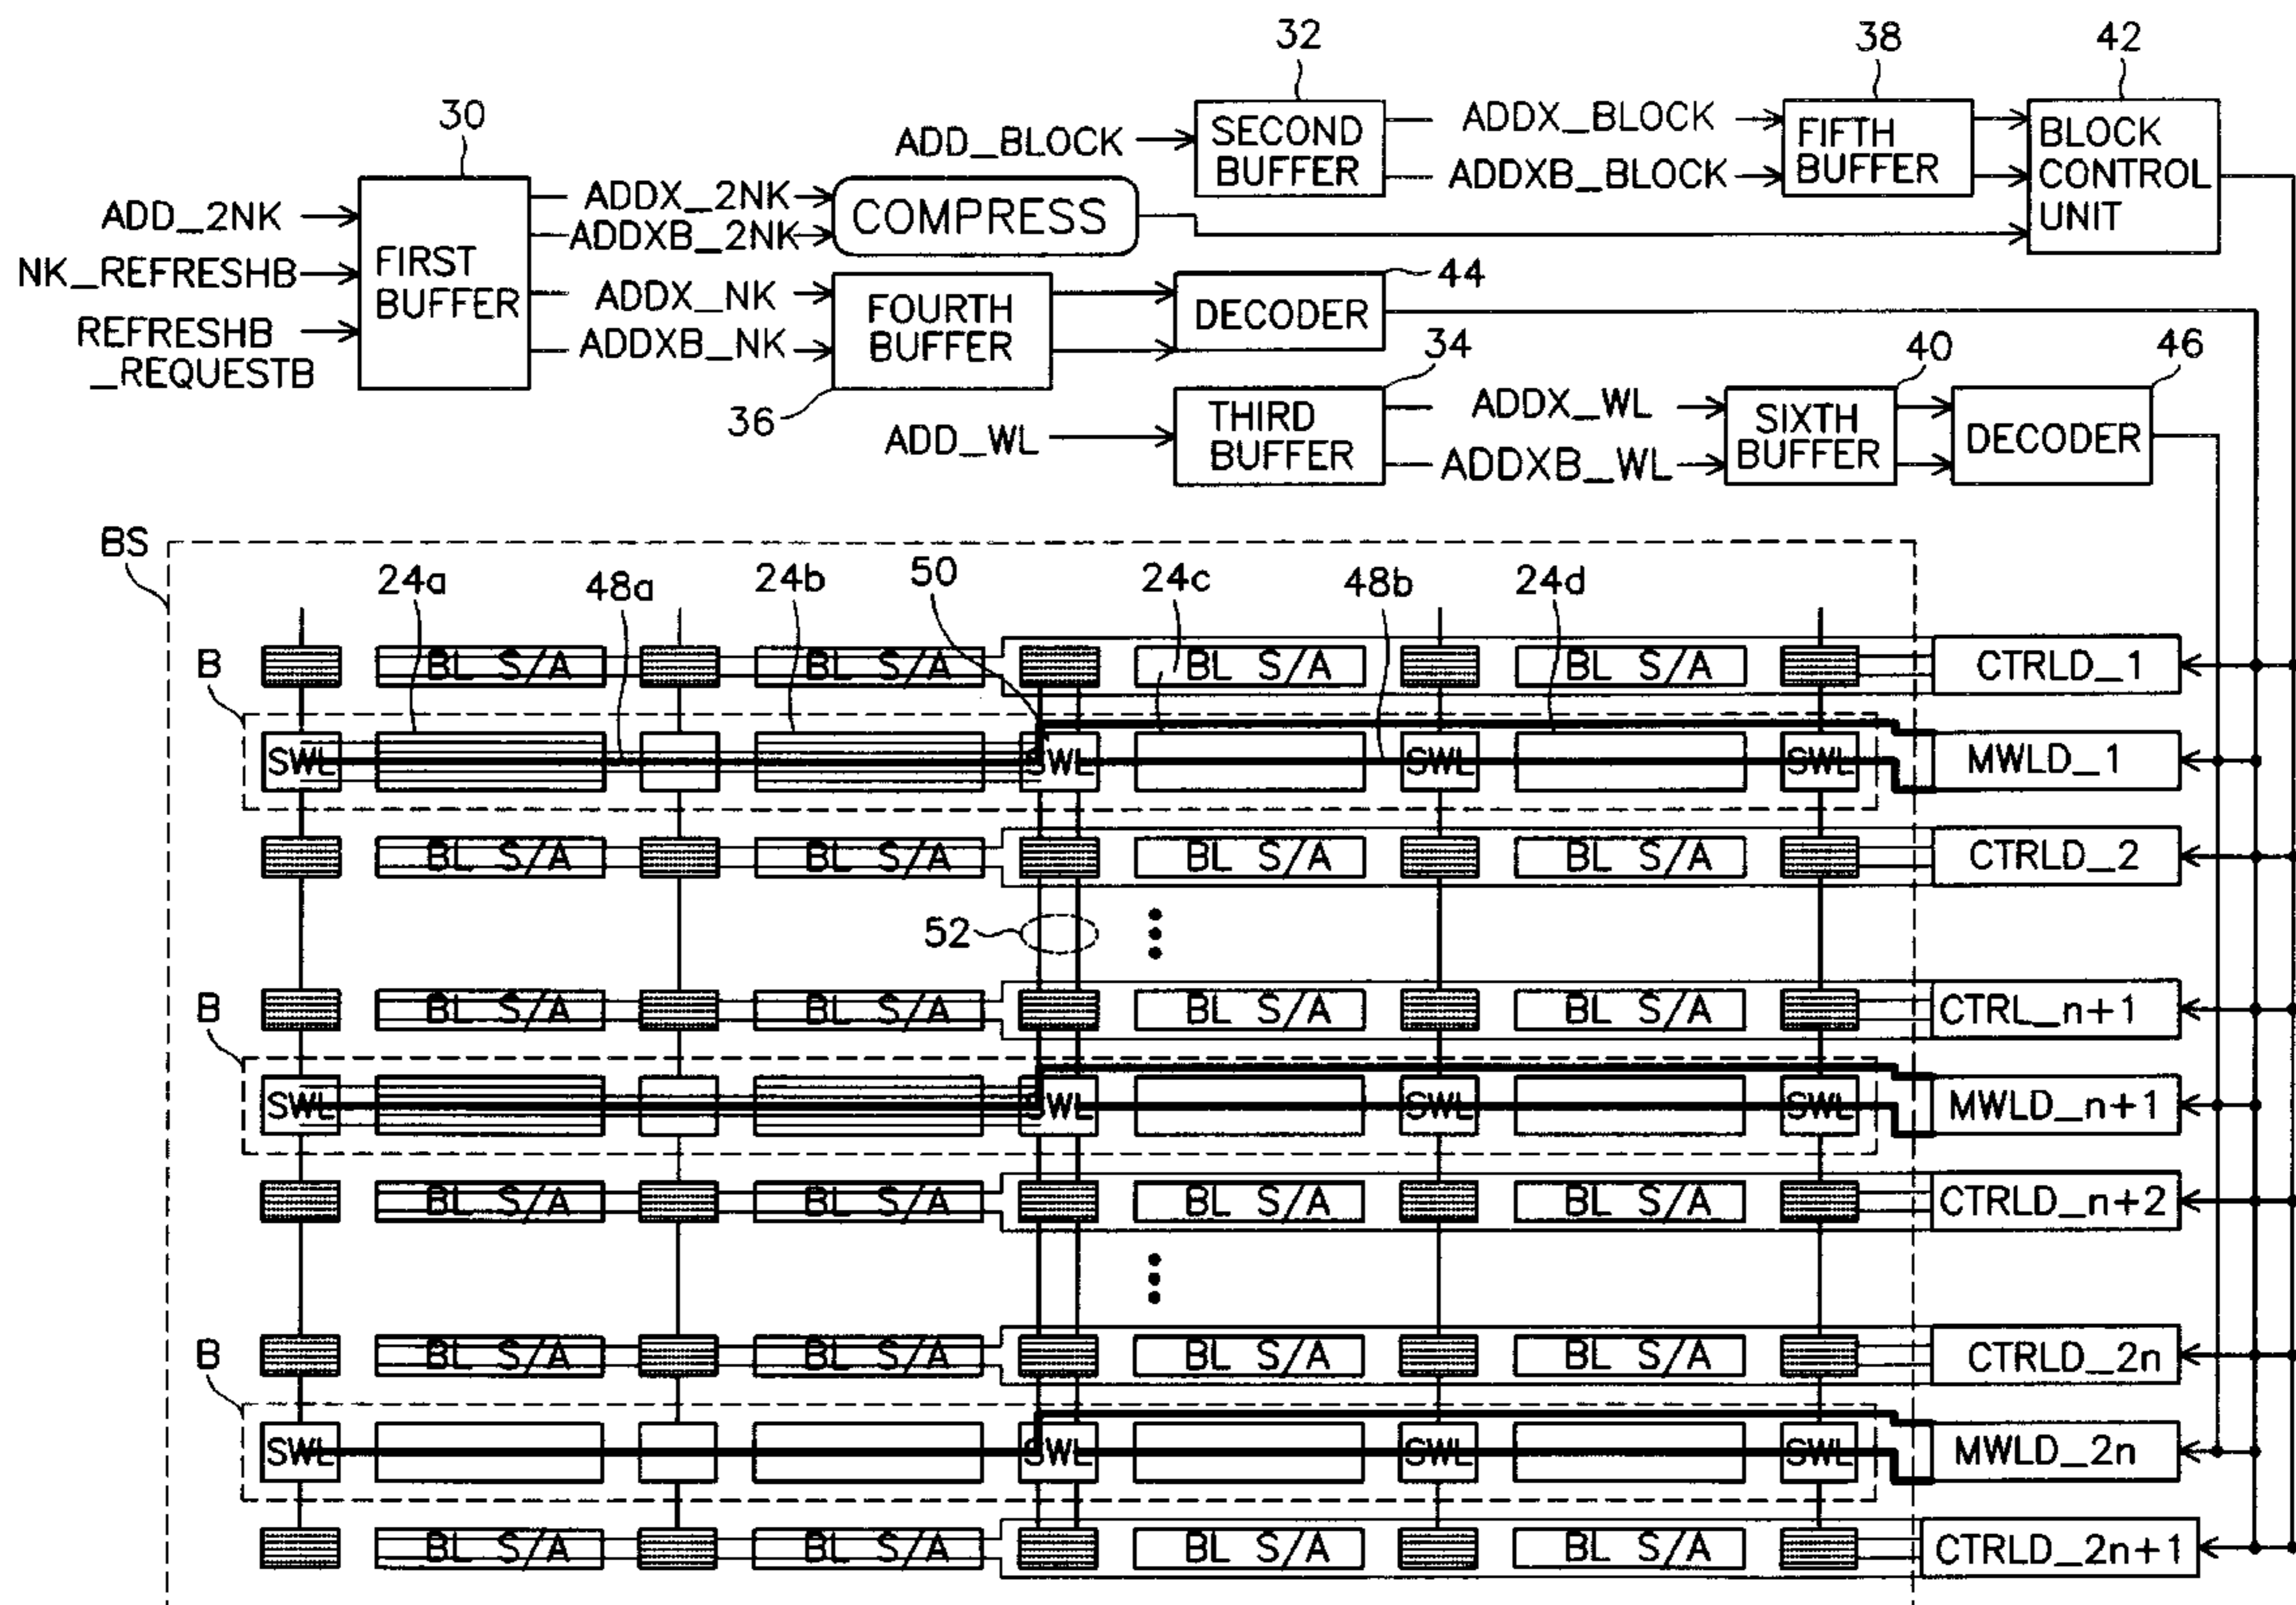 32
38
42
30
ADD_BLOCK
SECOND
BUFFER
ADDX_BLOCK
ADDXB_BLOCK
FIFTH
BUFFER
BLOCK
CONTROL
UNIT
ADD_2NK
NK_REFRESHB
REFRESHB
_REQUESTB
FIRST
BUFFER
ADDX_2NK
ADDXB_2NK
COMPRESS
ADDX_NK
ADDXB_NK
FOURTH
BUFFER
36
44
DECODER
34
ADD_WL
THIRD
BUFFER
ADDX_WL
ADDXB_WL
40
SIXTH
BUFFER
46
DECODER
BS
24a
48a
24b
50
24c
48b
24d
BL S/A
BL S/A
BL S/A
BL S/A
CTRLD_1
B
SWL
SWL
SWL
SWL
MWLD_1
BL S/A
BL S/A
BL S/A
BL S/A
CTRLD_2
52
BL S/A
BL S/A
BL S/A
BL S/A
CTRL_n+1
B
SWL
SWL
SWL
SWL
MWLD_n+1
BL S/A
BL S/A
BL S/A
BL S/A
CTRLD_n+2
BL S/A
BL S/A
BL S/A
BL S/A
CTRLD_2n
B
SWL
SWL
SWL
SWL
MWLD_2n
BL S/A
BL S/A
BL S/A
BL S/A
CTRLD_2n+1